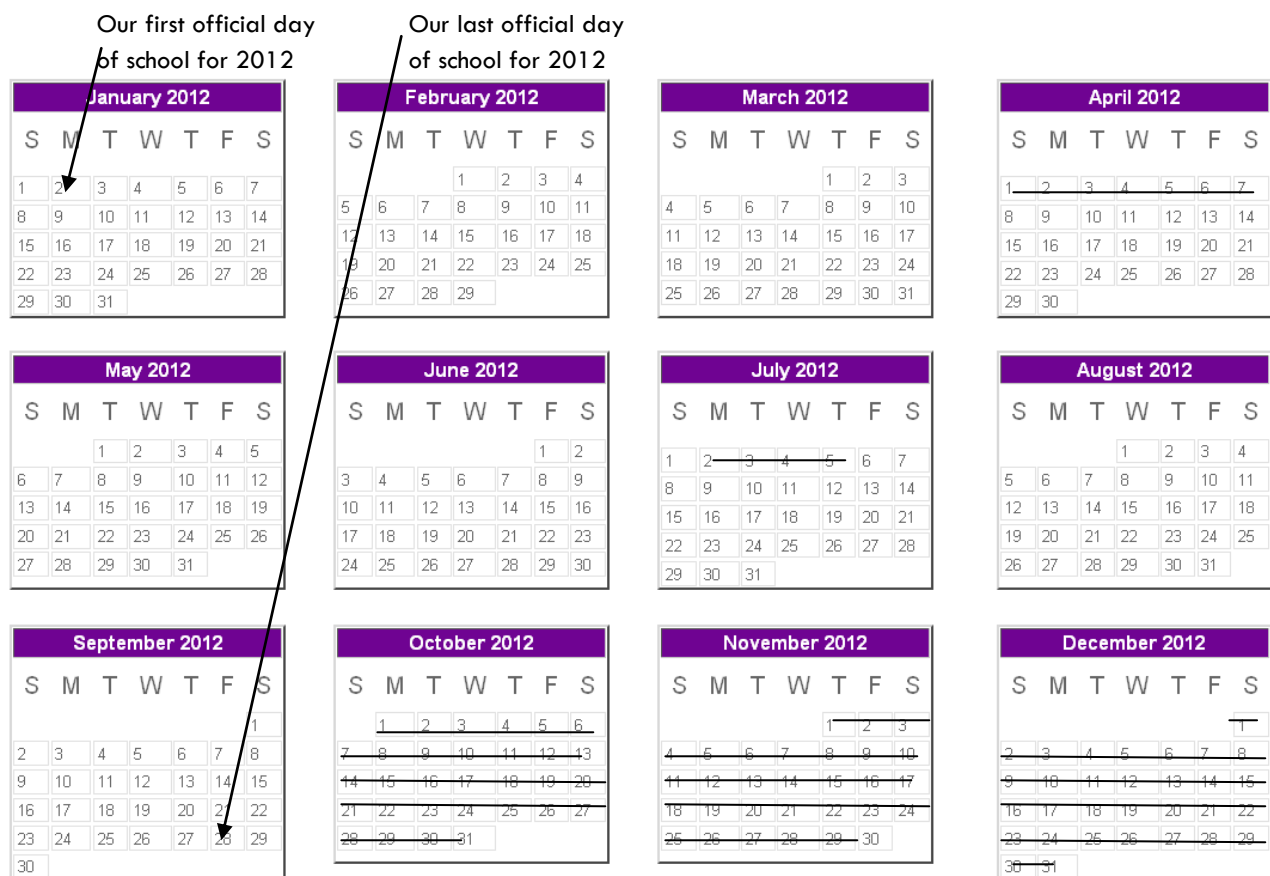 Our first official day
of school for 2012
Our last official day
of school for 2012
January 2012
S M T W T F S
1 2 3 4 5 6 7
8 9 10 11 12 13 14
15 16 17 18 19 20 21
22 23 24 25 26 27 28
29 30 31
February 2012
S M T W T F S
1 2 3 4
5 6 7 8 9 10 11
12 13 14 15 16 17 18
19 20 21 22 23 24 25
26 27 28 29
March 2012
S M T W T F S
1 2 3
4 5 6 7 8 9 10
11 12 13 14 15 16 17
18 19 20 21 22 23 24
25 26 27 28 29 30 31
April 2012
S M T W T F S
1 2 3 4 5 6 7
8 9 10 11 12 13 14
15 16 17 18 19 20 21
22 23 24 25 26 27 28
29 30
May 2012
S M T W T F S
1 2 3 4 5
6 7 8 9 10 11 12
13 14 15 16 17 18 19
20 21 22 23 24 25 26
27 28 29 30 31
June 2012
S M T W T F S
1 2
3 4 5 6 7 8 9
10 11 12 13 14 15 16
17 18 19 20 21 22 23
24 25 26 27 28 29 30
July 2012
S M T W T F S
1 2 3 4 5 6 7
8 9 10 11 12 13 14
15 16 17 18 19 20 21
22 23 24 25 26 27 28
29 30 31
August 2012
S M T W T F S
1 2 3 4
5 6 7 8 9 10 11
12 13 14 15 16 17 18
19 20 21 22 23 24 25
26 27 28 29 30 31
September 2012
S M T W T F S
1
2 3 4 5 6 7 8
9 10 11 12 13 14 15
16 17 18 19 20 21 22
23 24 25 26 27 28 29
30
October 2012
S M T W T F S
1 2 3 4 5 6
7 8 9 10 11 12 13
14 15 16 17 18 19 20
21 22 23 24 25 26 27
28 29 30 31
November 2012
S M T W T F S
1 2 3
4 5 6 7 8 9 10
11 12 13 14 15 16 17
18 19 20 21 22 23 24
25 26 27 28 29 30
December 2012
S M T W T F S
1
2 3 4 5 6 7 8
9 10 11 12 13 14 15
16 17 18 19 20 21 22
23 24 25 26 27 28 29
30 31